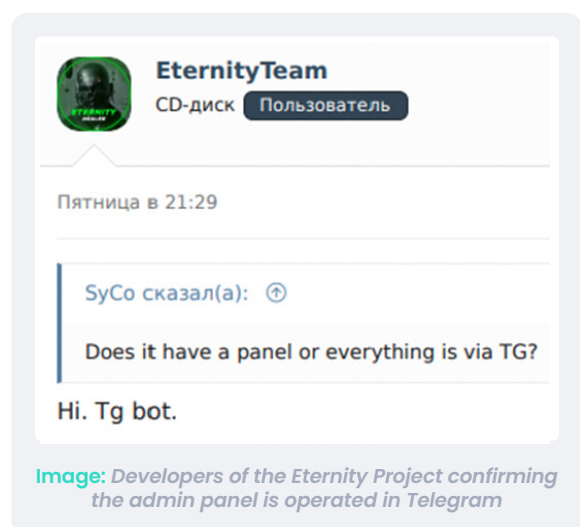 EternityTeam
CD-диск Пользователь
ETERNITY
Пятница в 21:29
SyCo сказал(а):
Does it have a panel or everything is via TG?
Hi. Tg bot.
Image: Developers of the Eternity Project confirming
the admin panel is operated in Telegram